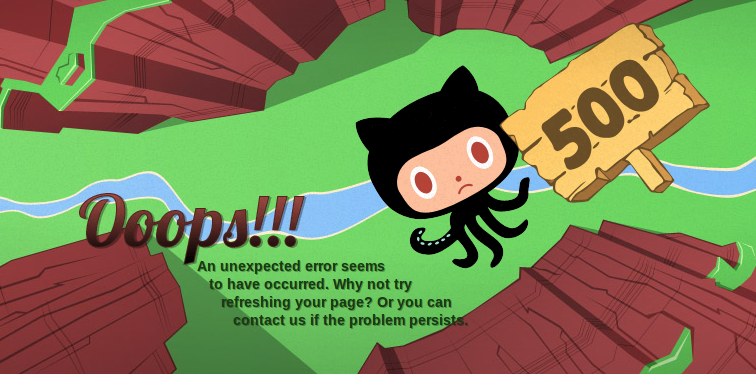 500
Ooops!!!
An unexpected error seems
to have occurred. Why not try
refreshing your page? Or you can
contact us if the problem persists.